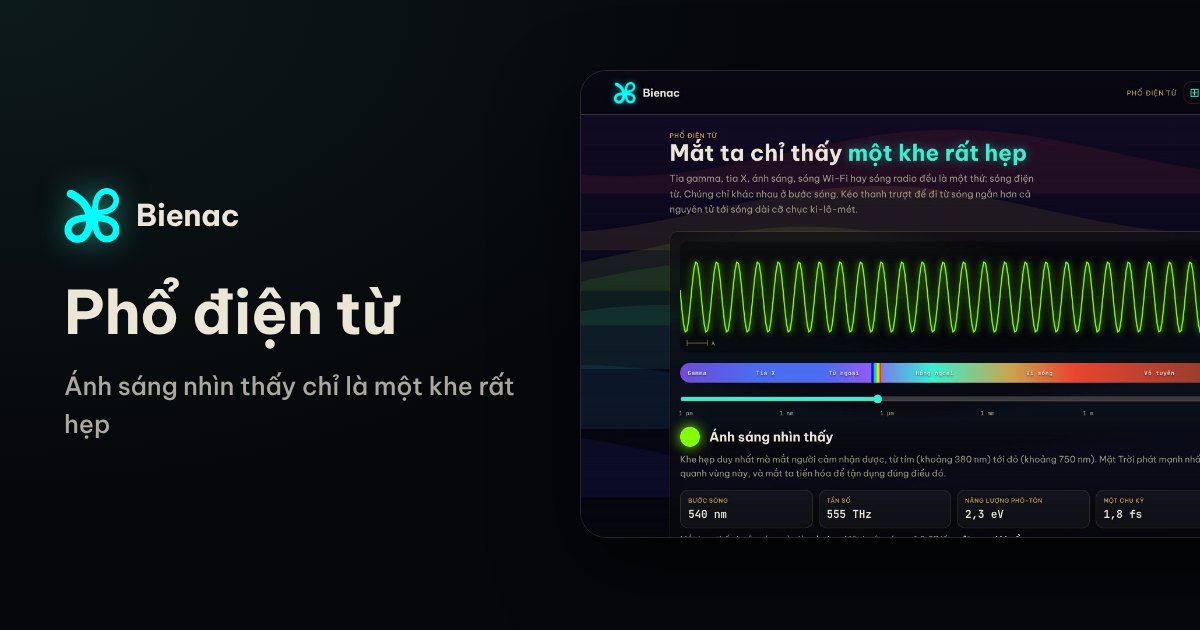 Bienac
Phổ điện từ
Ánh sáng nhìn thấy chỉ là một khe rất
hẹp
Bienac
PHỔ ĐIỆN TỪ
PHỔ ĐIỆN TỪ
Mắt ta chỉ thấy một khe rất hẹp
Tia gamma, tia X, ánh sáng, sóng Wi-Fi hay sóng radio đều là một thứ: sóng điện
từ. Chúng chỉ khác nhau ở bước sóng. Kéo thanh trượt để đi từ sóng ngắn hơn cả
nguyên tử tới sóng dài cỡ chục ki-lô-mét.
λ
Gamma Tia X Tử ngoại Hồng ngoại Vi sóng Vô tuyến
1 pm 1 nm 1 µm 1 mm 1 m
Ánh sáng nhìn thấy
Khe hẹp duy nhất mà mắt người cảm nhận được, từ tím (khoảng 380 nm) tới đỏ (khoảng 750 nm). Mặt Trời phát mạnh
quanh vùng này, và mắt ta tiến hóa để tận dụng đúng điều đó.
BƯỚC SÓNG TẦN SỐ NĂNG LƯỢNG PHÔ-TÔN MỘT CHU KỲ
540 nm 555 THz 2,3 eV 1,8 fs